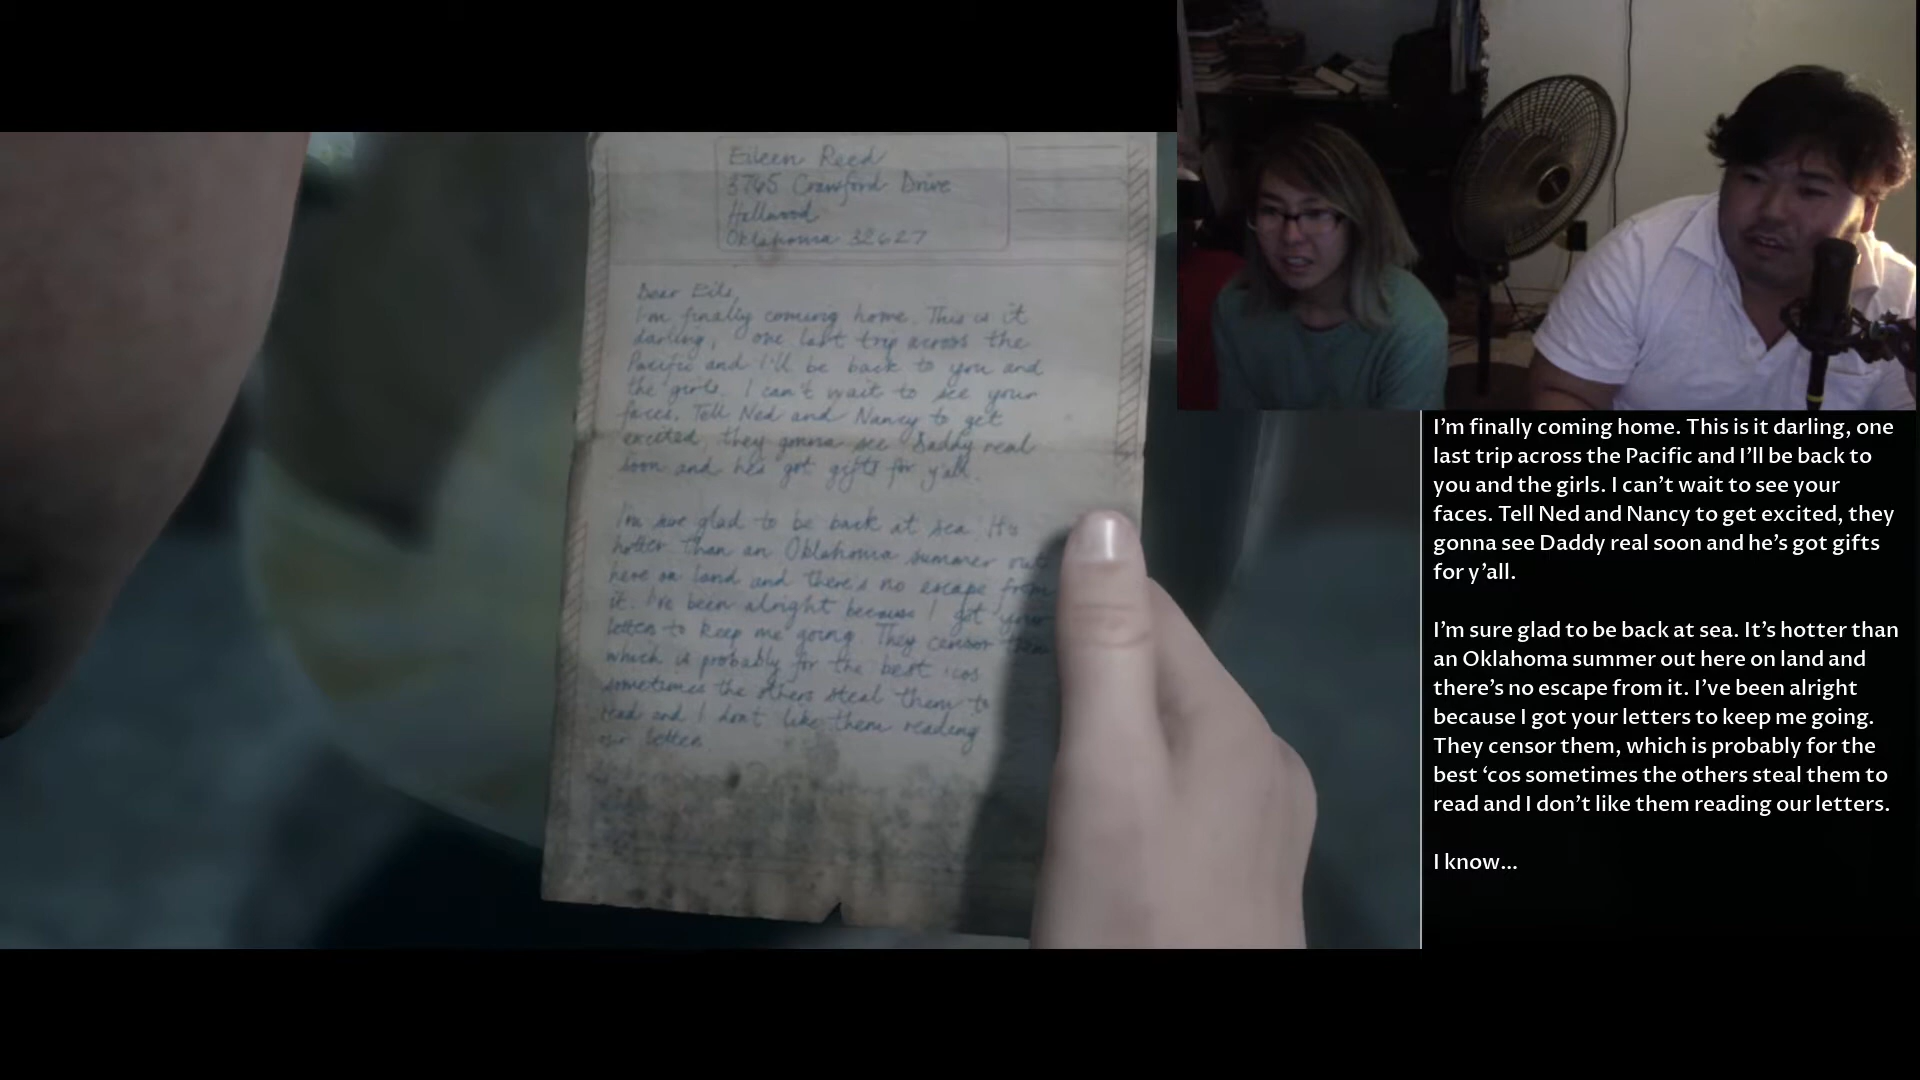 Eileen Reed
3765 Crawford Drive
Hallwood
Oklahoma 32627
Dear Eils,
I'm finally coming home. This is it
darling, one last trip across the
Pacific and I'll be back to you and
the girls. I can't wait to see your
faces. Tell Ned and Nancy to get
excited, they gonna see Daddy real
soon and he's got gifts for y'all.
I'm sure glad to be back at sea. It's
hotter than an Oklahoma summer out
here on land and there's no escape from
it. I've been alright because I got your
letters to keep me going. They censor them
which is probably for the best 'cos
sometimes the others steal them to
read and I don't like them reading
our letters.
I'm finally coming home. This is it darling, one
last trip across the Pacific and I'll be back to
you and the girls. I can't wait to see your
faces. Tell Ned and Nancy to get excited, they
gonna see Daddy real soon and he's got gifts
for y'all.
I'm sure glad to be back at sea. It's hotter than
an Oklahoma summer out here on land and
there's no escape from it. I've been alright
because I got your letters to keep me going.
They censor them, which is probably for the
best ‘cos sometimes the others steal them to
read and I don't like them reading our letters.
I know...